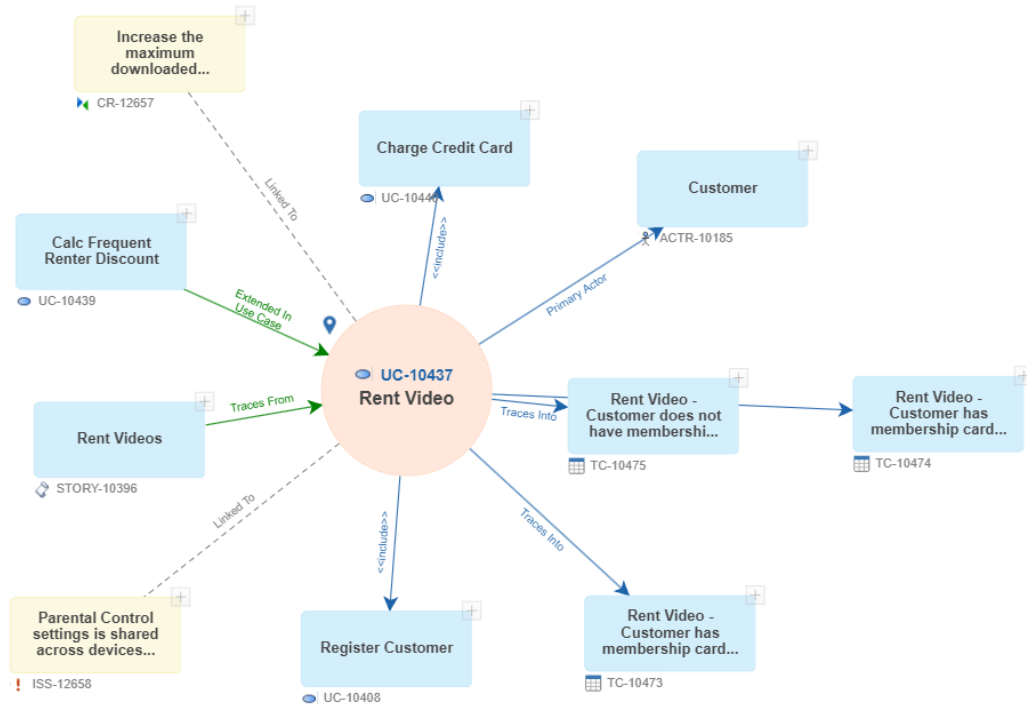 Increase the
maximum
downloaded...
CR-12657
Linked To
Charge Credit Card
UC-10440
<<include>>
Customer
ACTR-10185
Primary Actor
Calc Frequent
Renter Discount
UC-10439
Extended In
Use Case
UC-10437
Rent Video
Rent Videos
STORY-10396
Traces From
Traces Into
Rent Video -
Customer does not
have membershi...
TC-10475
Rent Video -
Customer has
membership card...
TC-10474
Linked To
Parental Control
settings is shared
across devices...
ISS-12658
<<include>>
Register Customer
UC-10408
Traces Into
Rent Video -
Customer has
membership card...
TC-10473